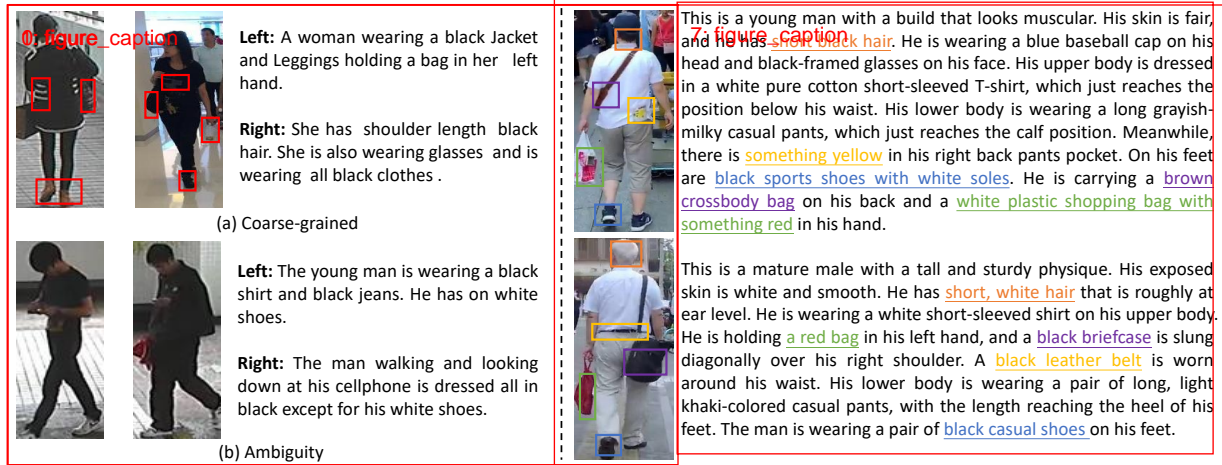 0: figure_caption
Left: A woman wearing a black Jacket
and Leggings holding a bag in her left
hand.
Right: She has shoulder length black
hair. She is also wearing glasses and is
wearing all black clothes .
(a) Coarse-grained
Left: The young man is wearing a black
shirt and black jeans. He has on white
shoes.
Right: The man walking and looking
down at his cellphone is dressed all in
black except for his white shoes.
(b) Ambiguity
7: figure_caption
This is a young man with a build that looks muscular. His skin is fair,
and he has short black hair. He is wearing a blue baseball cap on his
head and black-framed glasses on his face. His upper body is dressed
in a white pure cotton short-sleeved T-shirt, which just reaches the
position below his waist. His lower body is wearing a long grayish-
milky casual pants, which just reaches the calf position. Meanwhile,
there is something yellow in his right back pants pocket. On his feet
are black sports shoes with white soles. He is carrying a brown
crossbody bag on his back and a white plastic shopping bag with
something red in his hand.
This is a mature male with a tall and sturdy physique. His exposed
skin is white and smooth. He has short, white hair that is roughly at
ear level. He is wearing a white short-sleeved shirt on his upper body.
He is holding a red bag in his left hand, and a black briefcase is slung
diagonally over his right shoulder. A black leather belt is worn
around his waist. His lower body is wearing a pair of long, light
khaki-colored casual pants, with the length reaching the heel of his
feet. The man is wearing a pair of black casual shoes on his feet.